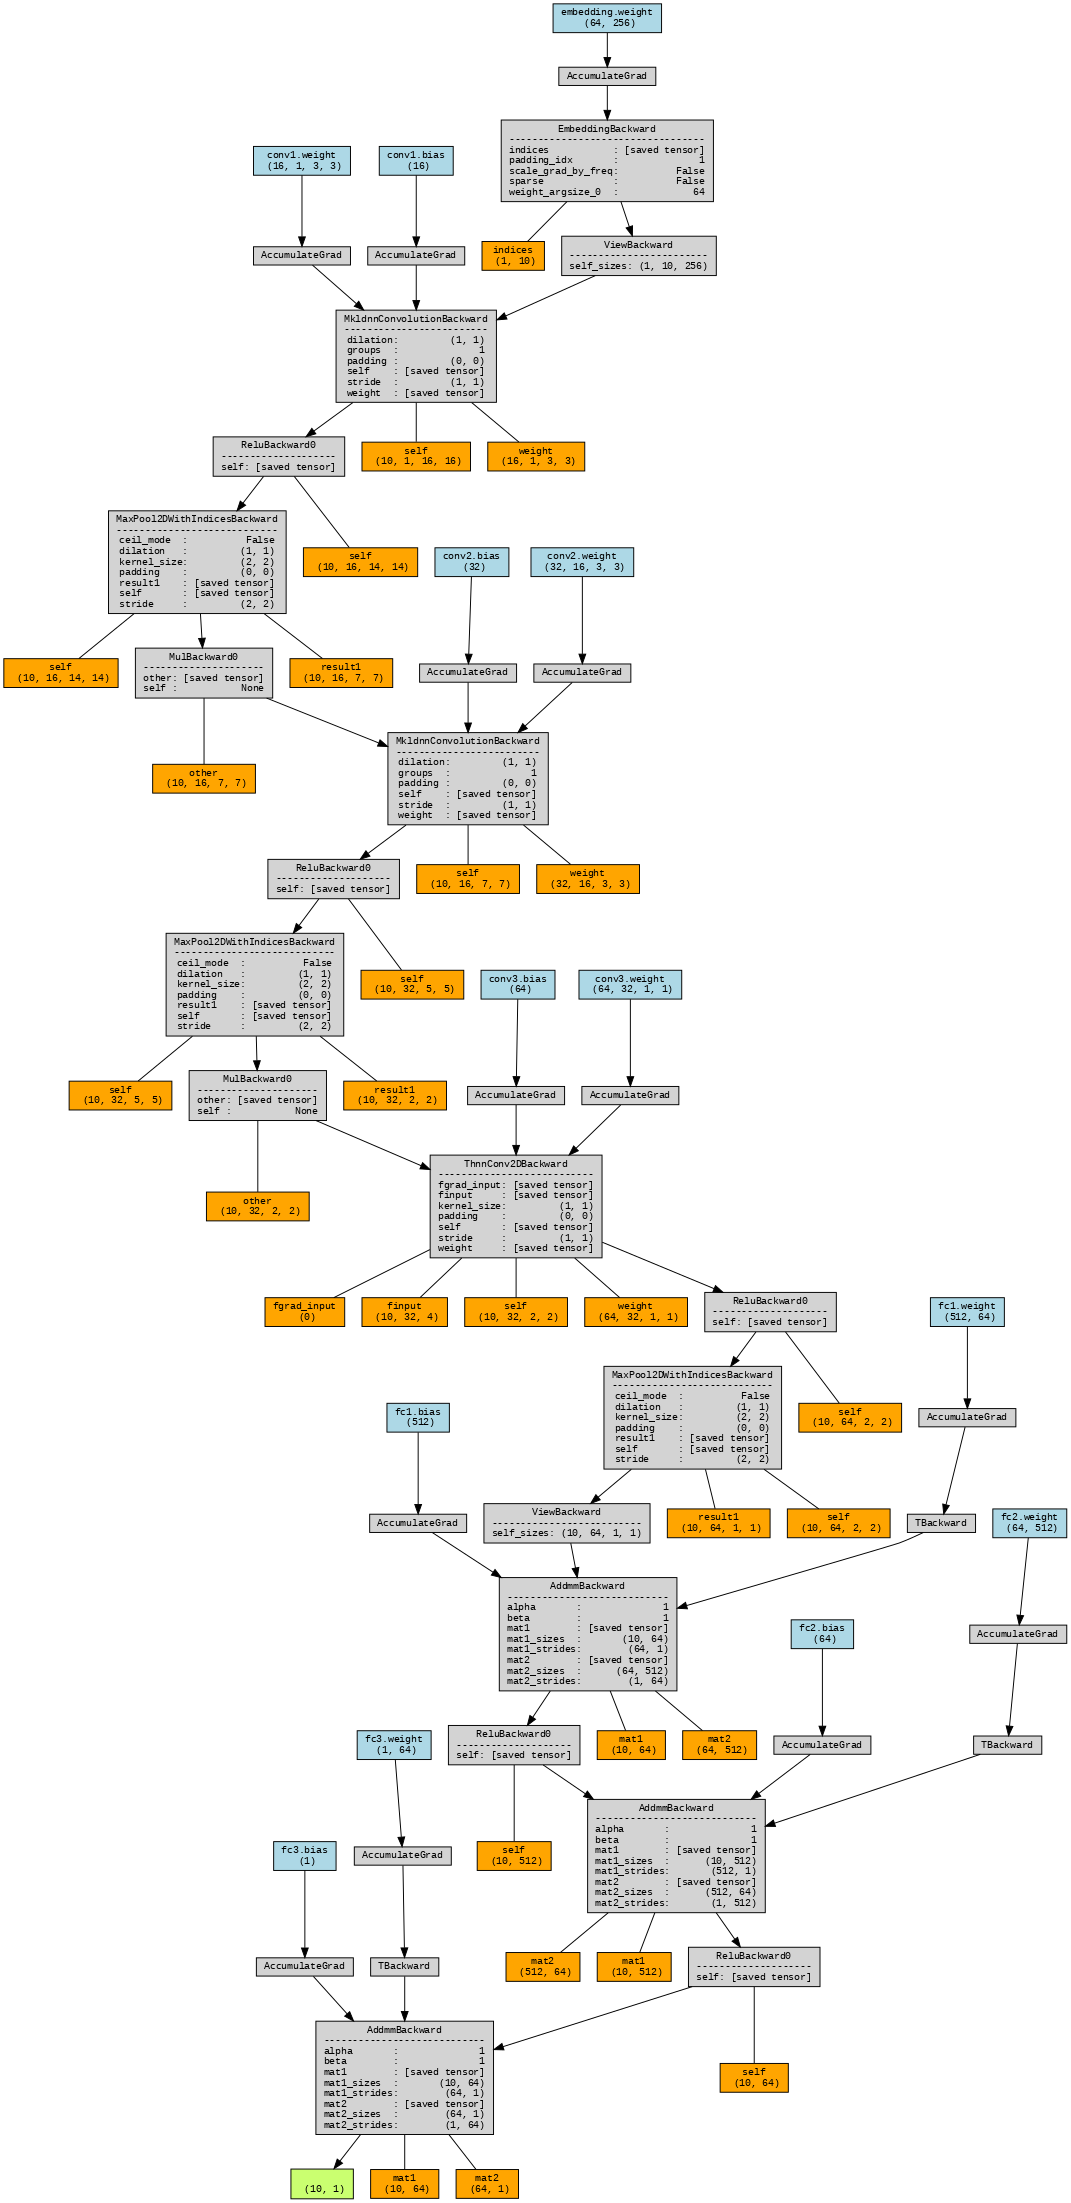 embedding.weight
(64, 256)
AccumulateGrad
EmbeddingBackward
----------------------------------
indices : [saved tensor]
padding_idx : 1
scale_grad_by_freq: False
sparse : False
weight_argsize_0 : 64
conv1.weight
(16, 1, 3, 3)
conv1.bias
(16)
indices
(1, 10)
ViewBackward
------------------------
self_sizes: (1, 10, 256)
AccumulateGrad
AccumulateGrad
MkldnnConvolutionBackward
-------------------------
dilation: (1, 1)
groups : 1
padding : (0, 0)
self : [saved tensor]
stride : (1, 1)
weight : [saved tensor]
ReluBackward0
--------------------
self: [saved tensor]
self
(10, 1, 16, 16)
weight
(16, 1, 3, 3)
MaxPool2DWithIndicesBackward
----------------------------
ceil_mode : False
dilation : (1, 1)
kernel_size: (2, 2)
padding : (0, 0)
result1 : [saved tensor]
self : [saved tensor]
stride : (2, 2)
self
(10, 16, 14, 14)
conv2.bias
(32)
conv2.weight
(32, 16, 3, 3)
self
(10, 16, 14, 14)
MulBackward0
---------------------
other: [saved tensor]
self : None
result1
(10, 16, 7, 7)
AccumulateGrad
AccumulateGrad
other
(10, 16, 7, 7)
MkldnnConvolutionBackward
-------------------------
dilation: (1, 1)
groups : 1
padding : (0, 0)
self : [saved tensor]
stride : (1, 1)
weight : [saved tensor]
ReluBackward0
--------------------
self: [saved tensor]
self
(10, 16, 7, 7)
weight
(32, 16, 3, 3)
MaxPool2DWithIndicesBackward
----------------------------
ceil_mode : False
dilation : (1, 1)
kernel_size: (2, 2)
padding : (0, 0)
result1 : [saved tensor]
self : [saved tensor]
stride : (2, 2)
self
(10, 32, 5, 5)
conv3.bias
(64)
conv3.weight
(64, 32, 1, 1)
self
(10, 32, 5, 5)
MulBackward0
---------------------
other: [saved tensor]
self : None
result1
(10, 32, 2, 2)
AccumulateGrad
AccumulateGrad
other
(10, 32, 2, 2)
ThnnConv2DBackward
---------------------------
fgrad_input: [saved tensor]
finput : [saved tensor]
kernel_size: (1, 1)
padding : (0, 0)
self : [saved tensor]
stride : (1, 1)
weight : [saved tensor]
fgrad_input
(0)
finput
(10, 32, 4)
self
(10, 32, 2, 2)
weight
(64, 32, 1, 1)
ReluBackward0
--------------------
self: [saved tensor]
fc1.weight
(512, 64)
MaxPool2DWithIndicesBackward
----------------------------
ceil_mode : False
dilation : (1, 1)
kernel_size: (2, 2)
padding : (0, 0)
result1 : [saved tensor]
self : [saved tensor]
stride : (2, 2)
fc1.bias
(512)
self
(10, 64, 2, 2)
AccumulateGrad
AccumulateGrad
ViewBackward
--------------------------
self_sizes: (10, 64, 1, 1)
result1
(10, 64, 1, 1)
self
(10, 64, 2, 2)
TBackward
fc2.weight
(64, 512)
AddmmBackward
----------------------------
alpha : 1
beta : 1
mat1 : [saved tensor]
mat1_sizes : (10, 64)
mat1_strides: (64, 1)
mat2 : [saved tensor]
mat2_sizes : (64, 512)
mat2_strides: (1, 64)
fc2.bias
(64)
AccumulateGrad
fc3.weight
(1, 64)
ReluBackward0
--------------------
self: [saved tensor]
mat1
(10, 64)
mat2
(64, 512)
AccumulateGrad
TBackward
fc3.bias
(1)
AccumulateGrad
self
(10, 512)
AddmmBackward
----------------------------
alpha : 1
beta : 1
mat1 : [saved tensor]
mat1_sizes : (10, 512)
mat1_strides: (512, 1)
mat2 : [saved tensor]
mat2_sizes : (512, 64)
mat2_strides: (1, 512)
AccumulateGrad
TBackward
mat2
(512, 64)
mat1
(10, 512)
ReluBackward0
--------------------
self: [saved tensor]
AddmmBackward
----------------------------
alpha : 1
beta : 1
mat1 : [saved tensor]
mat1_sizes : (10, 64)
mat1_strides: (64, 1)
mat2 : [saved tensor]
mat2_sizes : (64, 1)
mat2_strides: (1, 64)
self
(10, 64)
(10, 1)
mat1
(10, 64)
mat2
(64, 1)